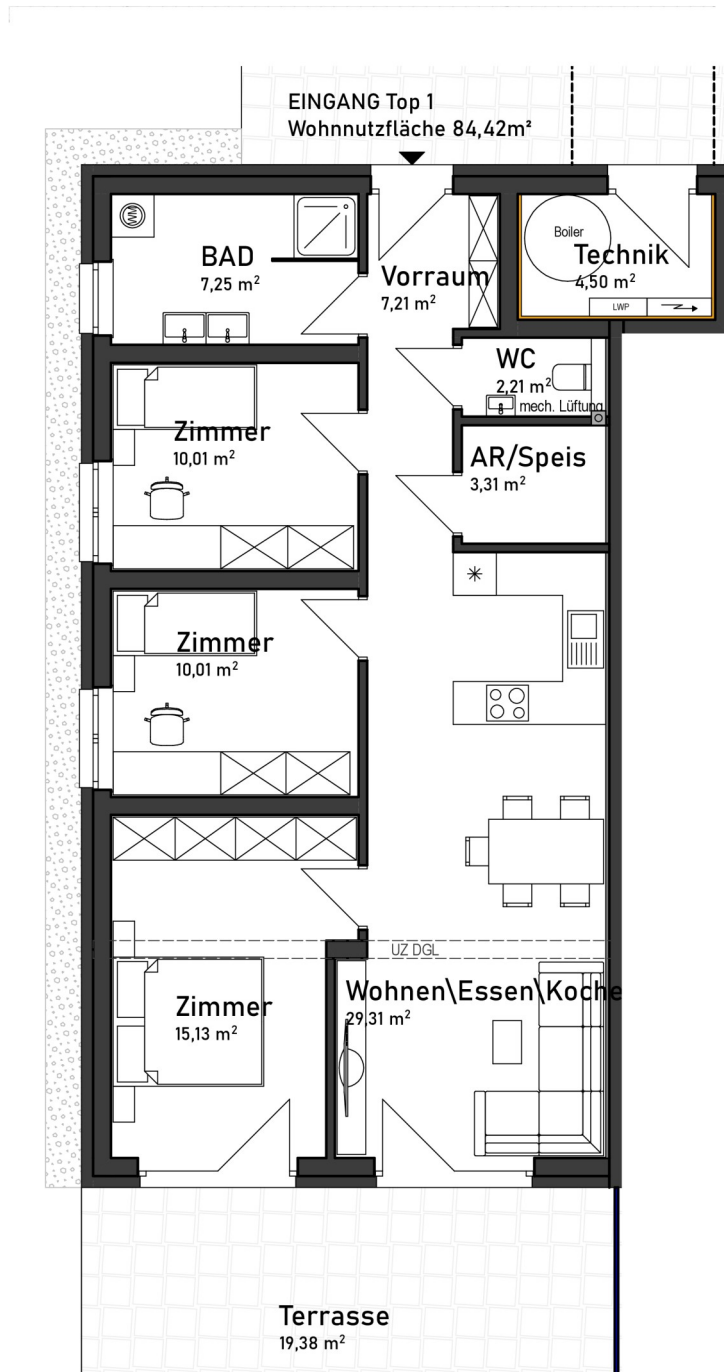 EINGANG Top 1
Wohnnutzfläche 84,42m²
BAD
7,25 m²
Vorraum
7,21 m²
Boiler
Technik
4,50 m²
LWP
WC
2,21 m²
mech. Lüftung
Zimmer
10,01 m²
AR/Speis
3,31 m²
Zimmer
10,01 m²
UZ DGL
Zimmer
15,13 m²
Wohnen\Essen\Koche
29,31 m²
Terrasse
19,38 m²